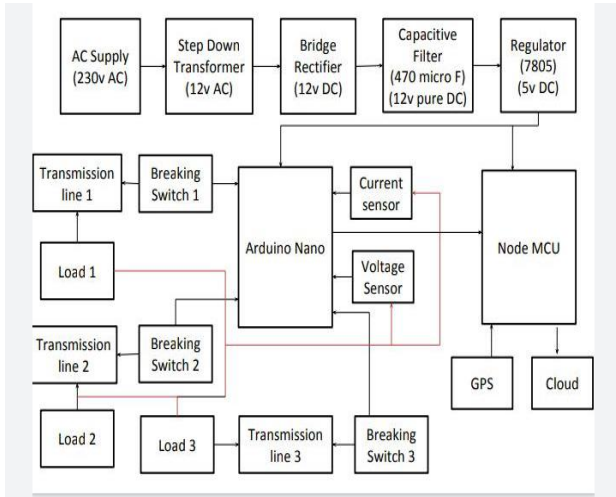 AC Supply
(230v AC)
Step Down
Transformer
(12v AC)
Bridge
Rectifier
(12v DC)
Capacitive
Filter
(470 micro F)
(12v pure DC)
Regulator
(7805)
(5v DC)
Transmission
line 1
Breaking
Switch 1
Arduino Nano
Current
sensor
Node MCU
Load 1
Voltage
Sensor
Transmission
line 2
Breaking
Switch 2
GPS
Cloud
Load 2
Load 3
Transmission
line 3
Breaking
Switch 3